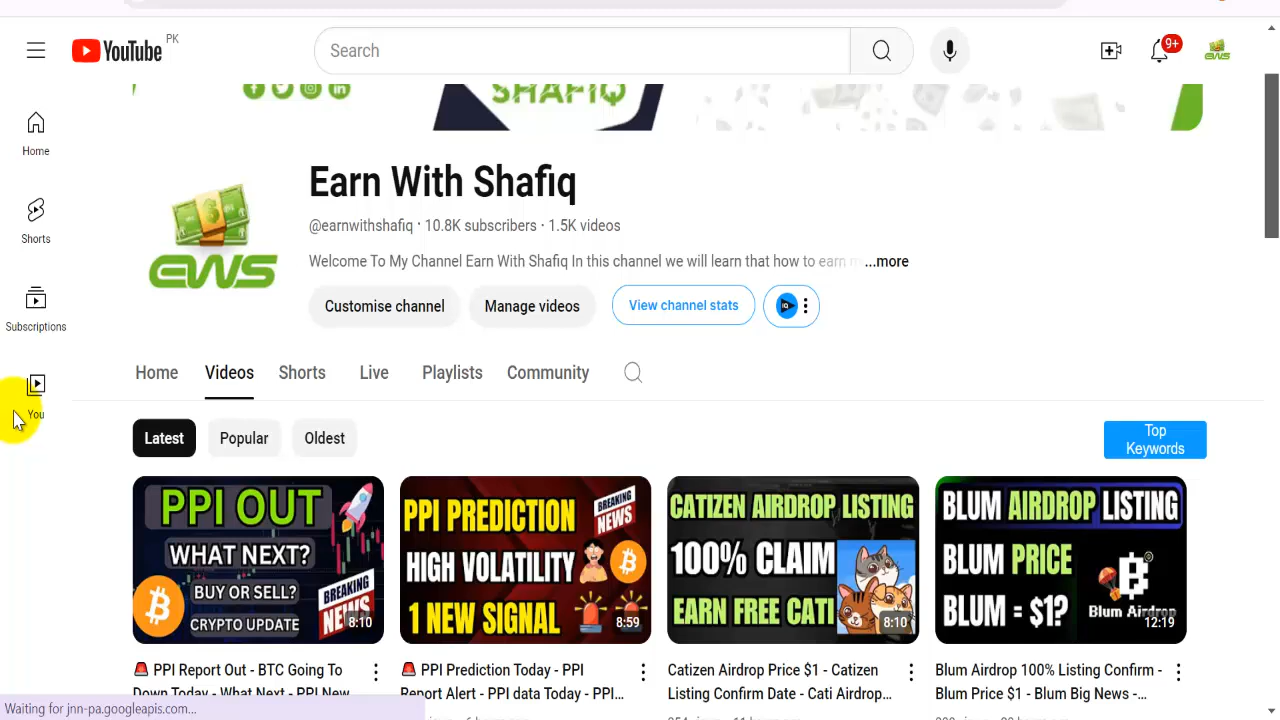 YouTube PK
Search
9+
EWS
SHAFIQ
Home
Shorts
Subscriptions
You
Earn With Shafiq
@earnwithshafiq · 10.8K subscribers · 1.5K videos
Welcome To My Channel Earn With Shafiq In this channel we will learn that how to earn ...more
EWS
Customise channel
Manage videos
View channel stats
Home
Videos
Shorts
Live
Playlists
Community
Latest
Popular
Oldest
Top
Keywords
PPI OUT
WHAT NEXT?
BUY OR SELL?
CRYPTO UPDATE
BREAKING
NEWS
8:10
PPI PREDICTION
HIGH VOLATILITY
1 NEW SIGNAL
BREAKING
NEWS
8:59
CATIZEN AIRDROP LISTING
100% CLAIM
EARN FREE CATI
8:10
BLUM AIRDROP LISTING
BLUM PRICE
BLUM = $1?
Blum Airdrop
12:19
🚨 PPI Report Out - BTC Going To
Down Today - What Next - PPI New
🚨 PPI Prediction Today - PPI
Report Alert - PPI data Today - PPI...
Catizen Airdrop Price $1 - Catizen
Listing Confirm Date - Cati Airdrop...
Blum Airdrop 100% Listing Confirm -
Blum Price $1 - Blum Big News -...
Waiting for jnn-pa.googleapis.com...